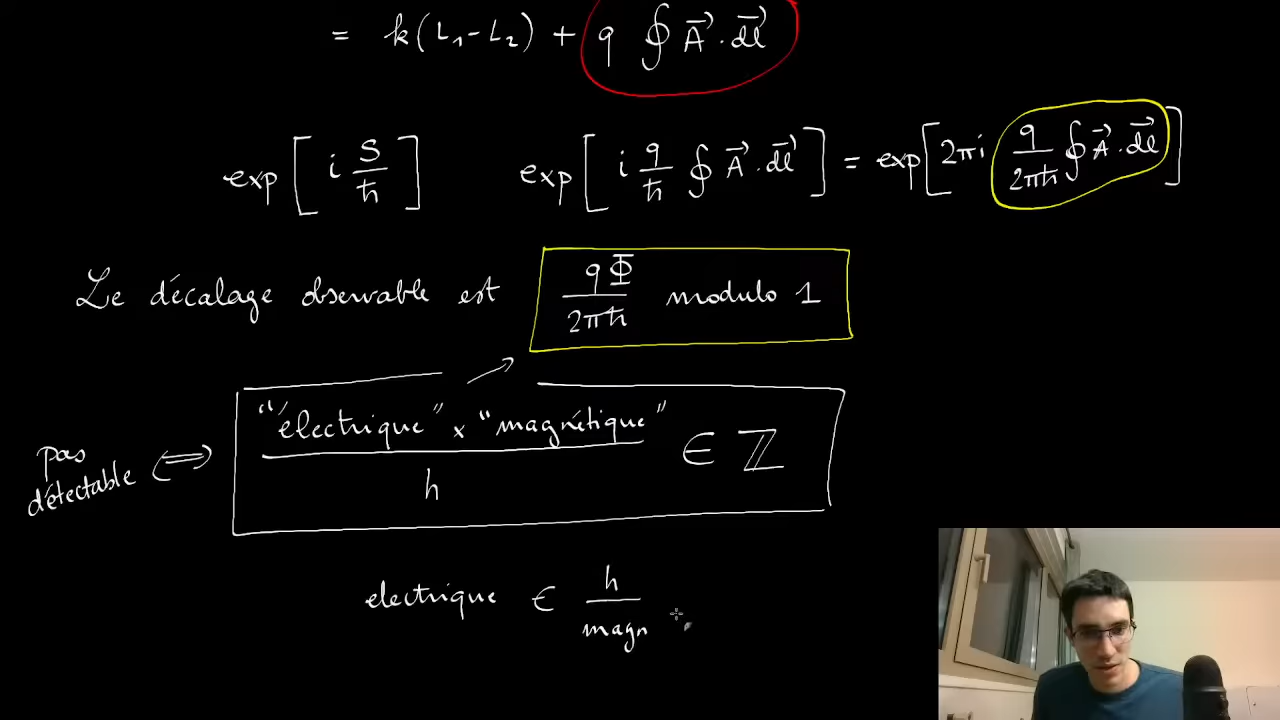 = k(L₁-L₂) + q ∮ A⃗ . dl⃗
exp [ i S/ħ ] exp [ i q/ħ ∮ A⃗ . dl⃗ ] = exp [ 2πi q/2πħ ∮ A⃗ . dl⃗ ]
Le décalage observable est qΦ/2πħ modulo 1
pas détectable ⟺ "électrique" x "magnétique" / h ∈ ℤ
electrique ∈ h/magn